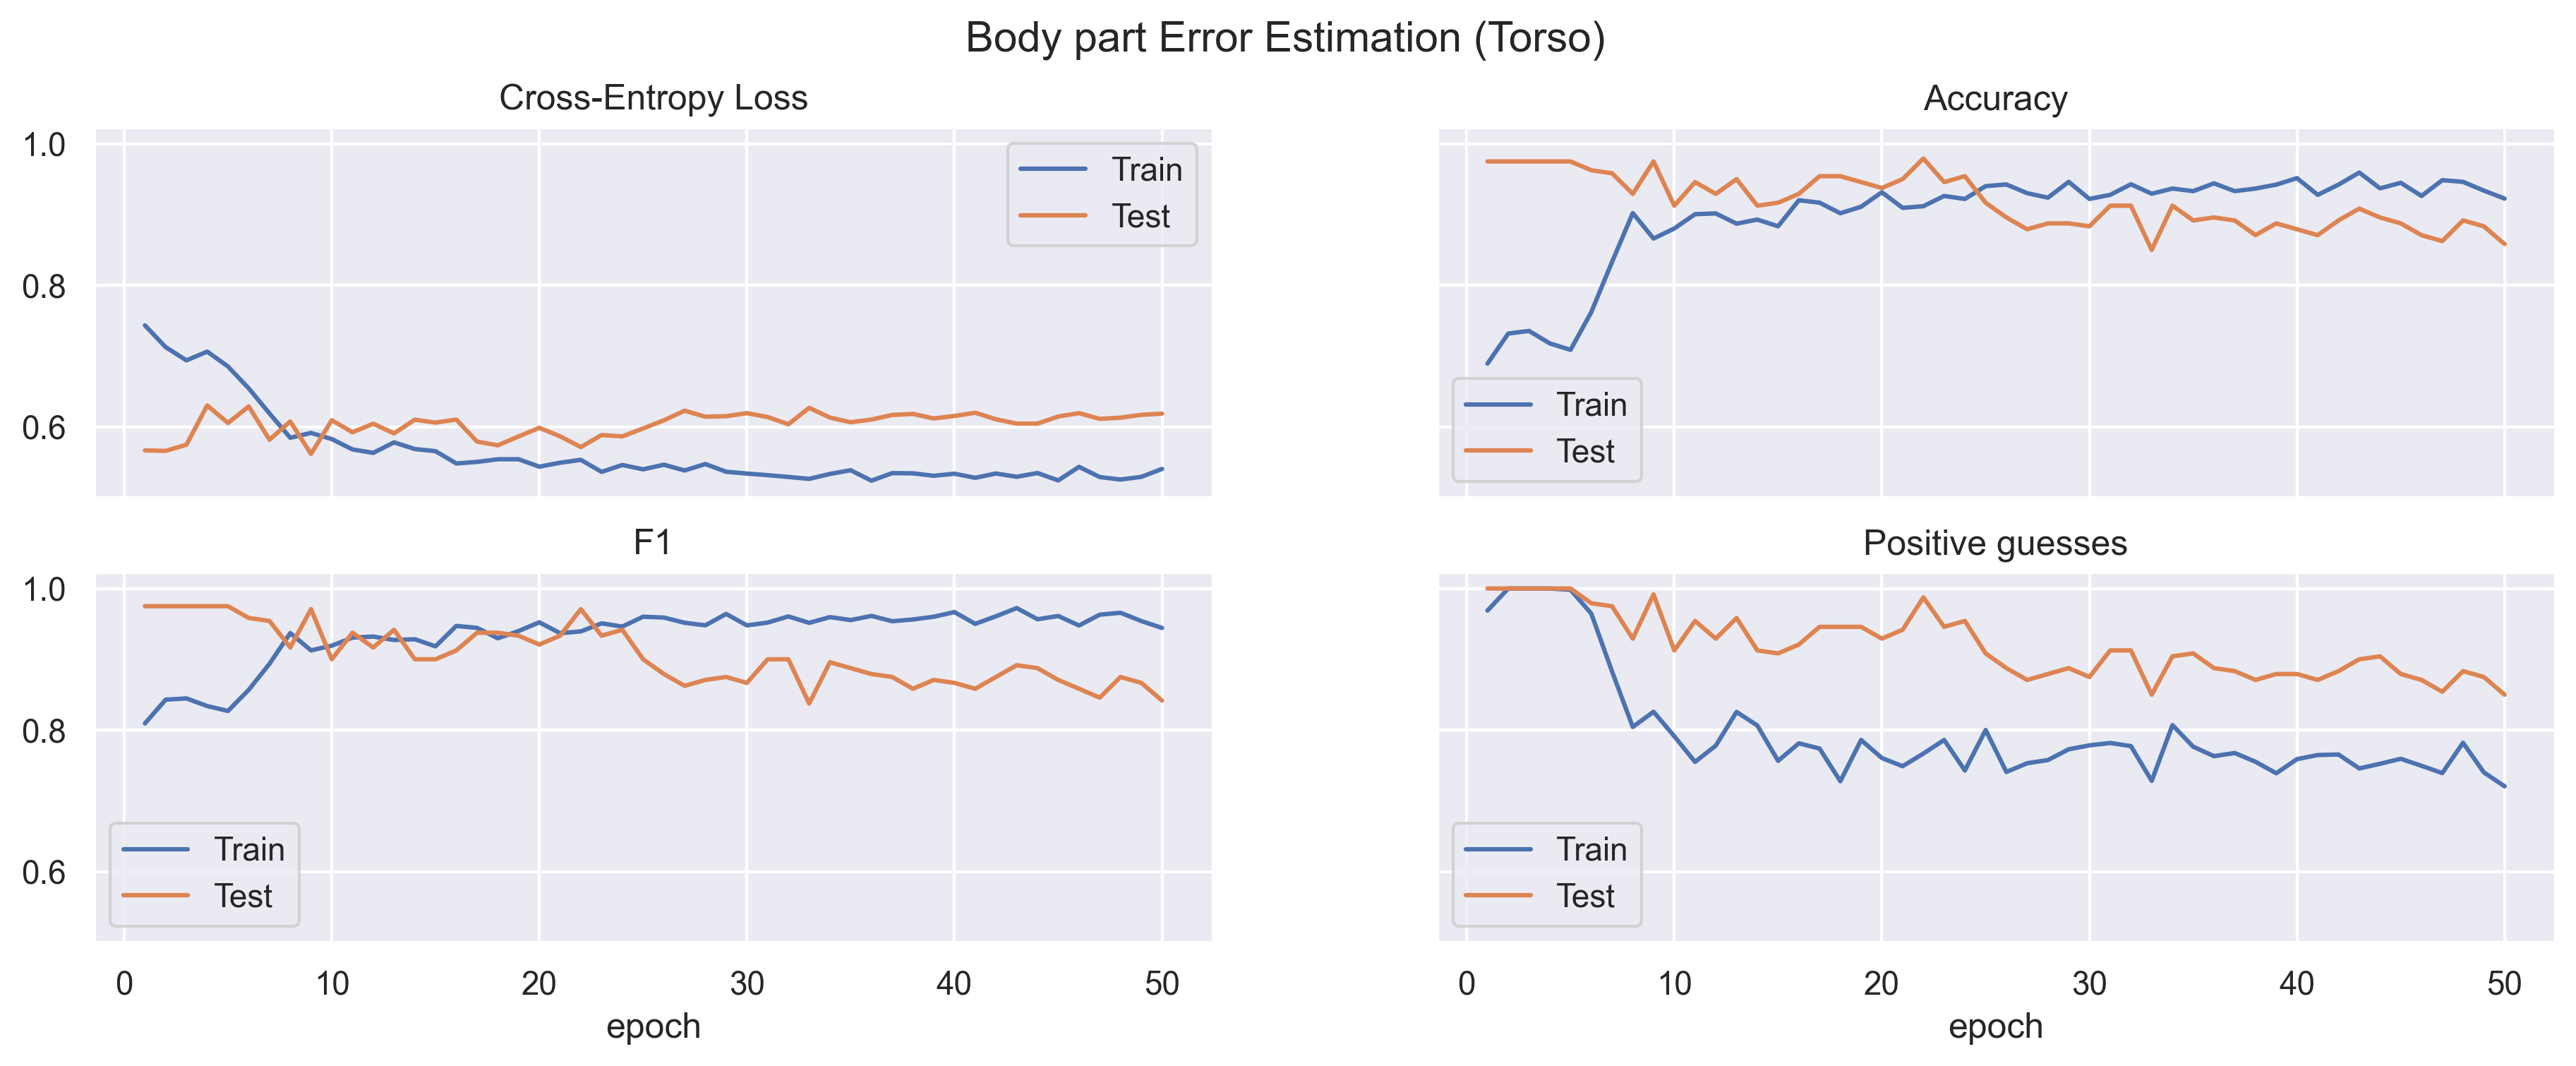 Body part Error Estimation (Torso)
Cross-Entropy Loss
1.0
0.8
0.6
Train
Test
Accuracy
Train
Test
F1
1.0
0.8
0.6
Train
Test
0 10 20 30 40 50
epoch
Positive guesses
Train
Test
0 10 20 30 40 50
epoch